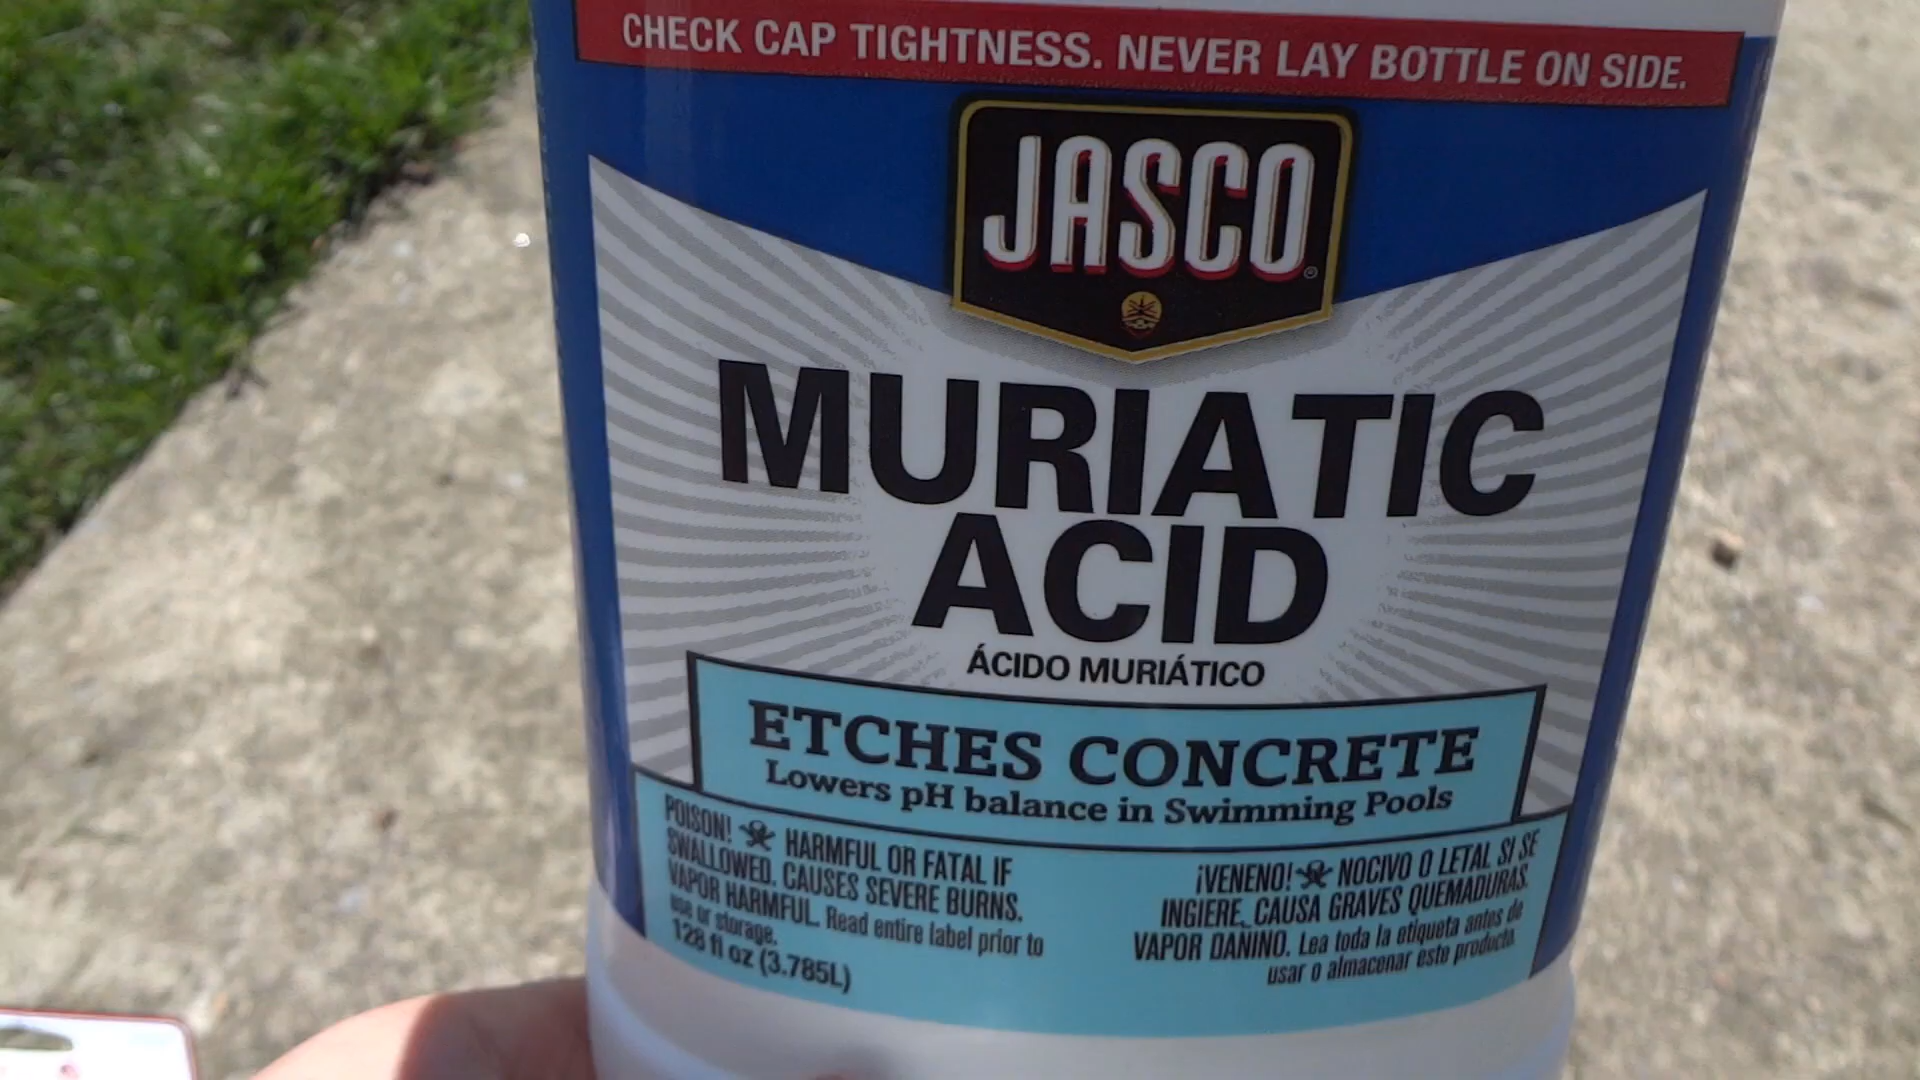 CHECK CAP TIGHTNESS. NEVER LAY BOTTLE ON SIDE.
JASCO®
MURIATIC
ACID
ÁCIDO MURIÁTICO
ETCHES CONCRETE
Lowers pH balance in Swimming Pools
POISON! HARMFUL OR FATAL IF
SWALLOWED. CAUSES SEVERE BURNS.
VAPOR HARMFUL. Read entire label prior to
use or storage.
128 fl oz (3.785L)
¡VENENO! NOCIVO O LETAL SI SE
INGIERE. CAUSA GRAVES QUEMADURAS.
VAPOR DANINO. Lea toda la etiqueta antes de
usar o almacenar este producto.